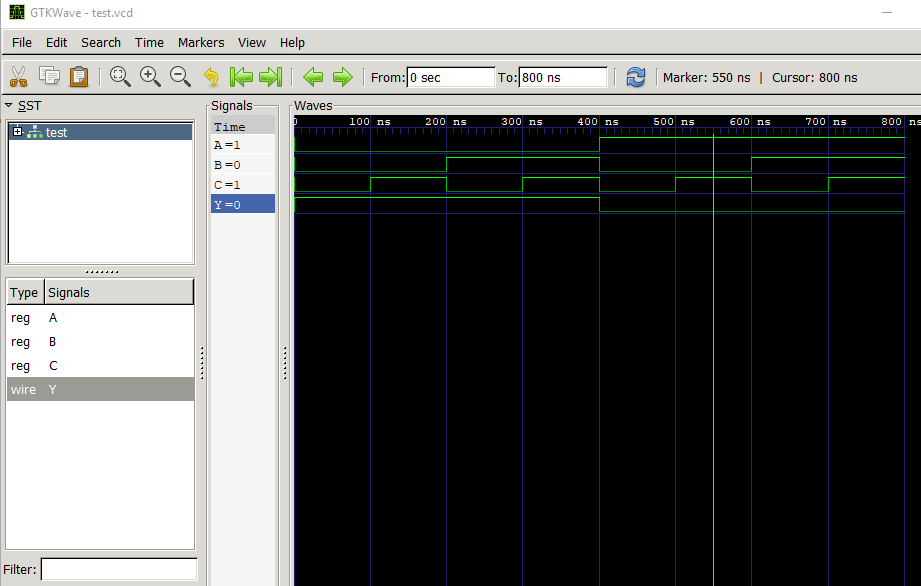 GTKWave - test.vcd
File Edit Search Time Markers View Help
From: 0 sec To: 800 ns Marker: 550 ns | Cursor: 800 ns
SST
test
Type Signals
reg A
reg B
reg C
wire Y
Filter:
Signals
Time
A=1
B=0
C=1
Y=0
Waves
0 100 ns 200 ns 300 ns 400 ns 500 ns 600 ns 700 ns 800 ns